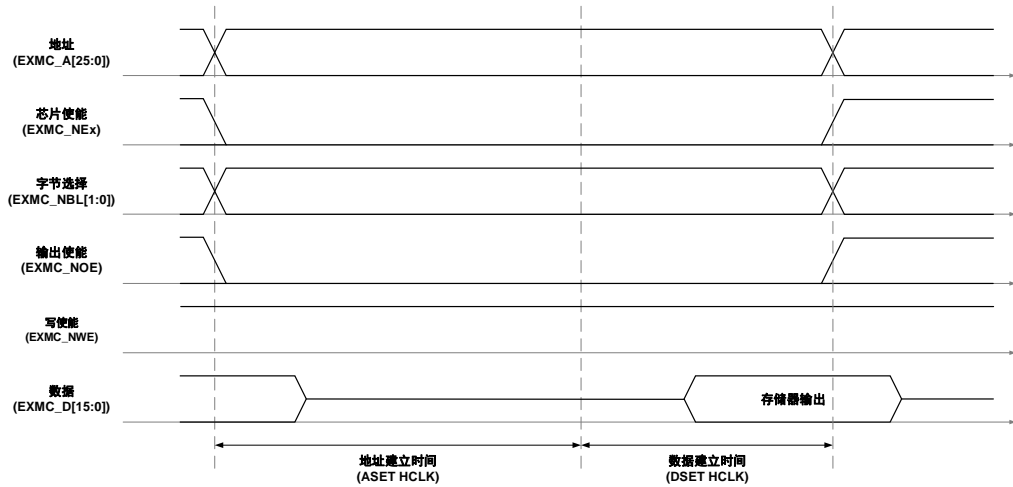 地址
(EXMC_A[25:0])
芯片使能
(EXMC_NEx)
字节选择
(EXMC_NBL[1:0])
输出使能
(EXMC_NOE)
写使能
(EXMC_NWE)
数据
(EXMC_D[15:0])
存储器输出
地址建立时间
(ASET HCLK)
数据建立时间
(DSET HCLK)